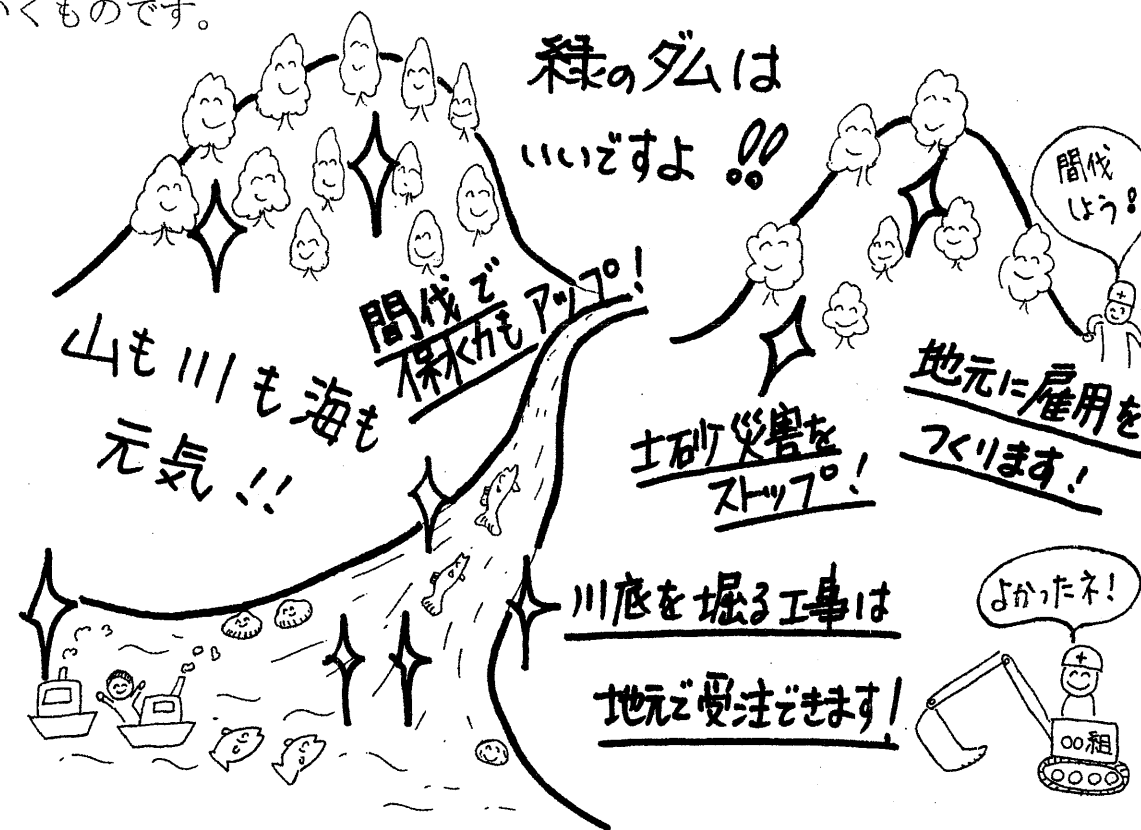 いくものです。
緑のダムは
いいですよ!!
間伐
しよう!
間伐で
保水力もアップ!
山も川も海も
元気!!
地元に雇用を
つくります!
土砂災害を
ストップ!
川底を堀る工事は
地元で受注できます!
よかったネ!
○○組